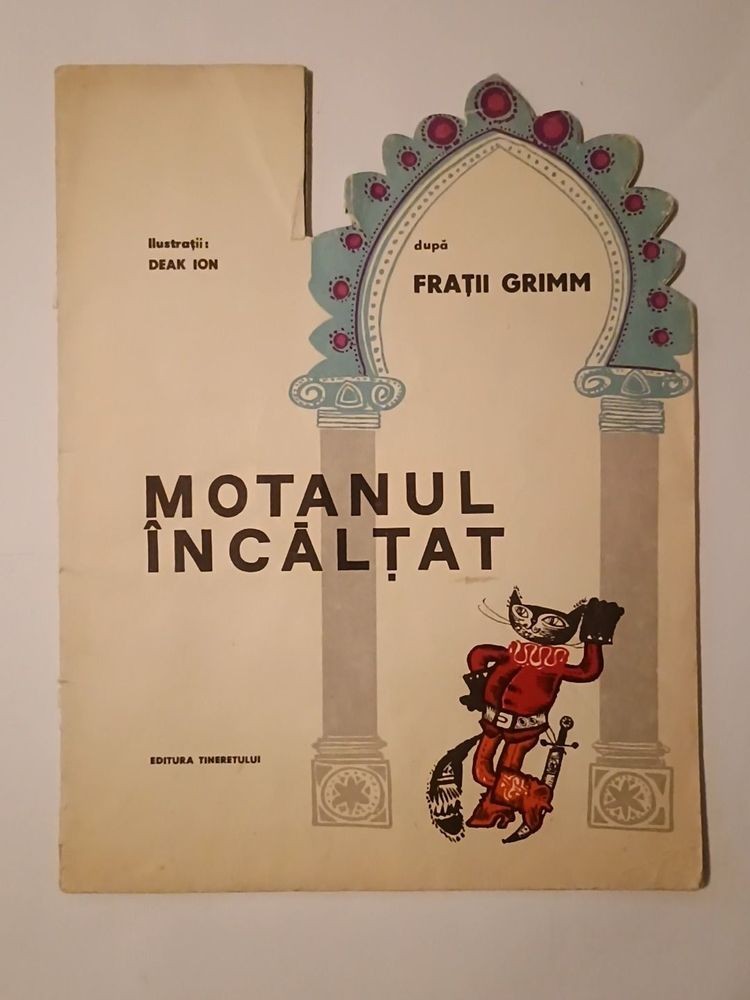 Ilustrații:
DEAK ION
după
FRAȚII GRIMM
MOTANUL
ÎNCĂLȚAT
EDITURA TINERETULUI